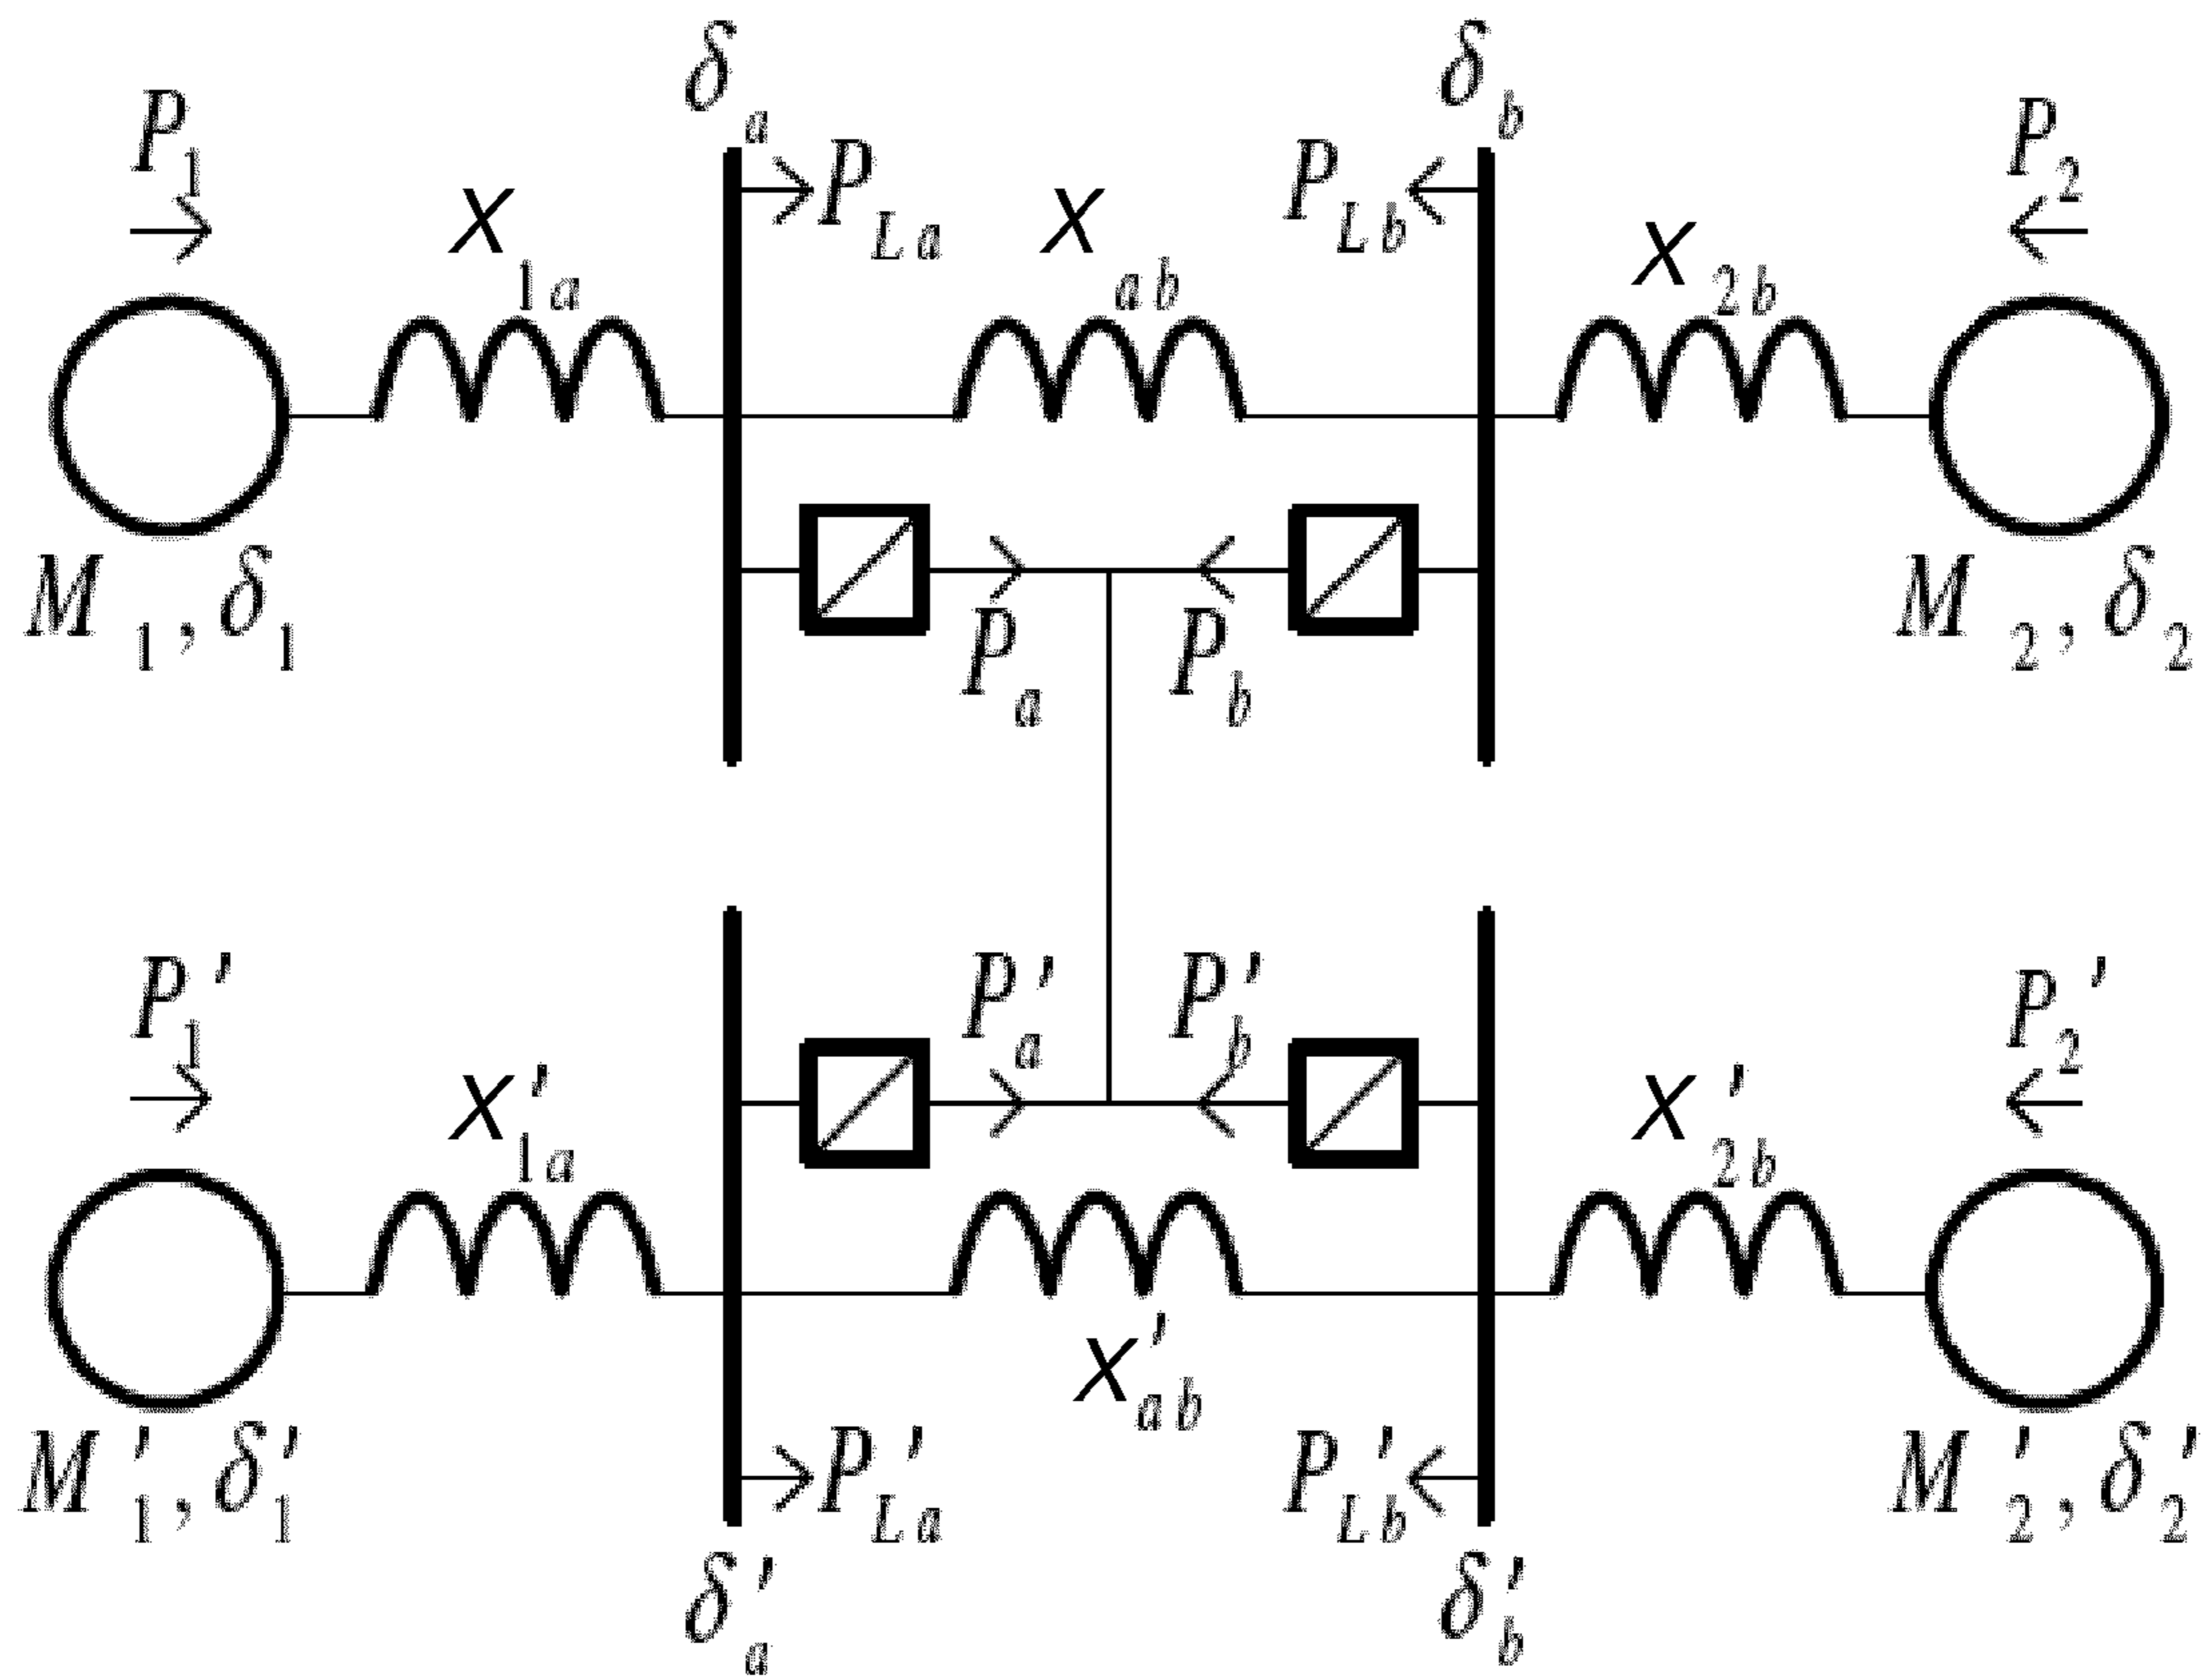 δa δb
P1 PLa PLb P2
x1a xab x2b
M1, δ1 Pa Pb M2, δ2
P1' Pa' Pb' P2'
x1a' x2b'
xab'
M1', δ1' PLa' PLb' M2', δ2'
δa' δb'